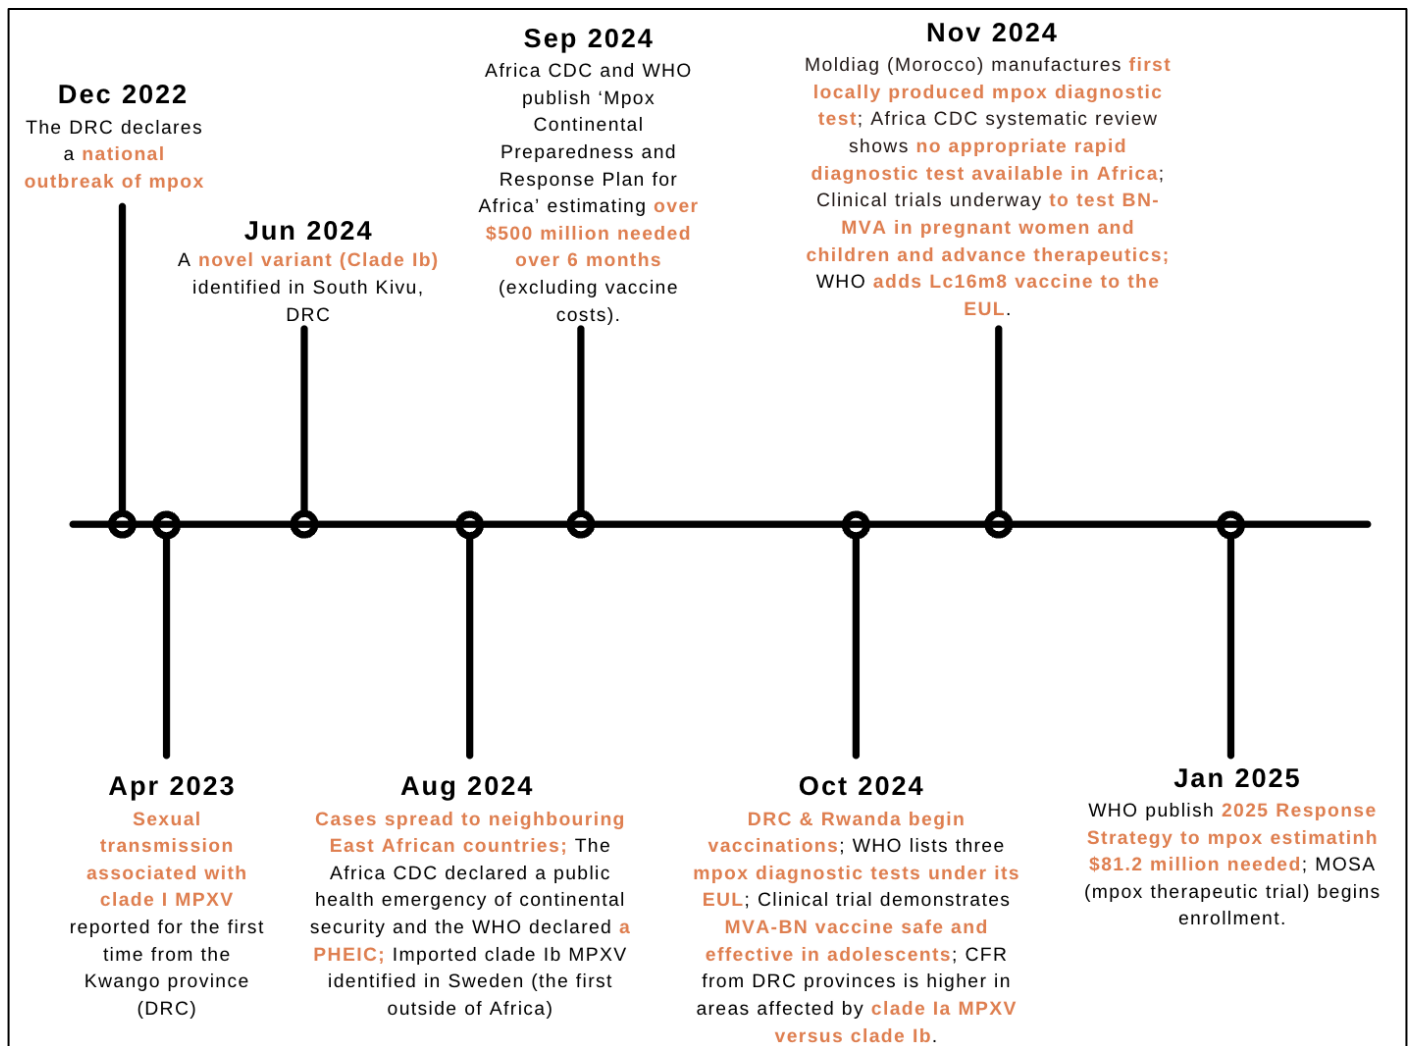 Dec 2022
The DRC declares
a national
outbreak of mpox
Jun 2024
A novel variant (Clade Ib)
identified in South Kivu,
DRC
Sep 2024
Africa CDC and WHO
publish ‘Mpox
Continental
Preparedness and
Response Plan for
Africa’ estimating over
$500 million needed
over 6 months
(excluding vaccine
costs).
Nov 2024
Moldiag (Morocco) manufactures first
locally produced mpox diagnostic
test; Africa CDC systematic review
shows no appropriate rapid
diagnostic test available in Africa;
Clinical trials underway to test BN-
MVA in pregnant women and
children and advance therapeutics;
WHO adds Lc16m8 vaccine to the
EUL.
Apr 2023
Sexual
transmission
associated with
clade I MPXV
reported for the first
time from the
Kwango province
(DRC)
Aug 2024
Cases spread to neighbouring
East African countries; The
Africa CDC declared a public
health emergency of continental
security and the WHO declared a
PHEIC; Imported clade Ib MPXV
identified in Sweden (the first
outside of Africa)
Oct 2024
DRC & Rwanda begin
vaccinations; WHO lists three
mpox diagnostic tests under its
EUL; Clinical trial demonstrates
MVA-BN vaccine safe and
effective in adolescents; CFR
from DRC provinces is higher in
areas affected by clade Ia MPXV
versus clade Ib.
Jan 2025
WHO publish 2025 Response
Strategy to mpox estimatinh
$81.2 million needed; MOSA
(mpox therapeutic trial) begins
enrollment.